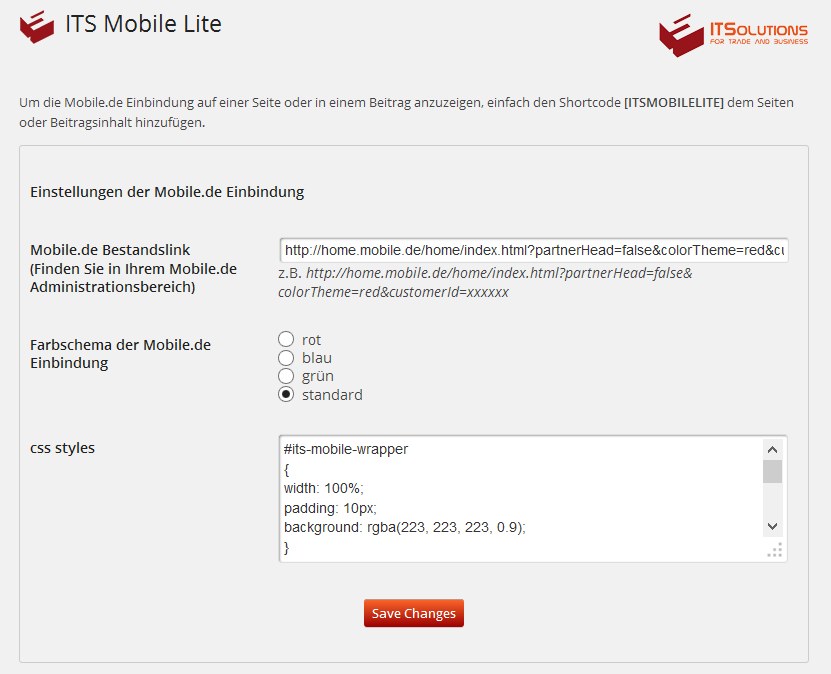 ITS Mobile Lite
ITSOLUTIONS
FOR TRADE AND BUSINESS
Um die Mobile.de Einbindung auf einer Seite oder in einem Beitrag anzuzeigen, einfach den Shortcode [ITSMOBILELITE] dem Seiten
oder Beitragsinhalt hinzufügen.
Einstellungen der Mobile.de Einbindung
Mobile.de Bestandslink
(Finden Sie in Ihrem Mobile.de
Administrationsbereich)
http://home.mobile.de/home/index.html?partnerHead=false&colorTheme=red&cu
z.B. http://home.mobile.de/home/index.html?partnerHead=false&
colorTheme=red&customerId=xxxxxx
Farbschema der Mobile.de
Einbindung
rot
blau
grün
standard
css styles
#its-mobile-wrapper
{
width: 100%;
padding: 10px;
background: rgba(223, 223, 223, 0.9);
}
Save Changes